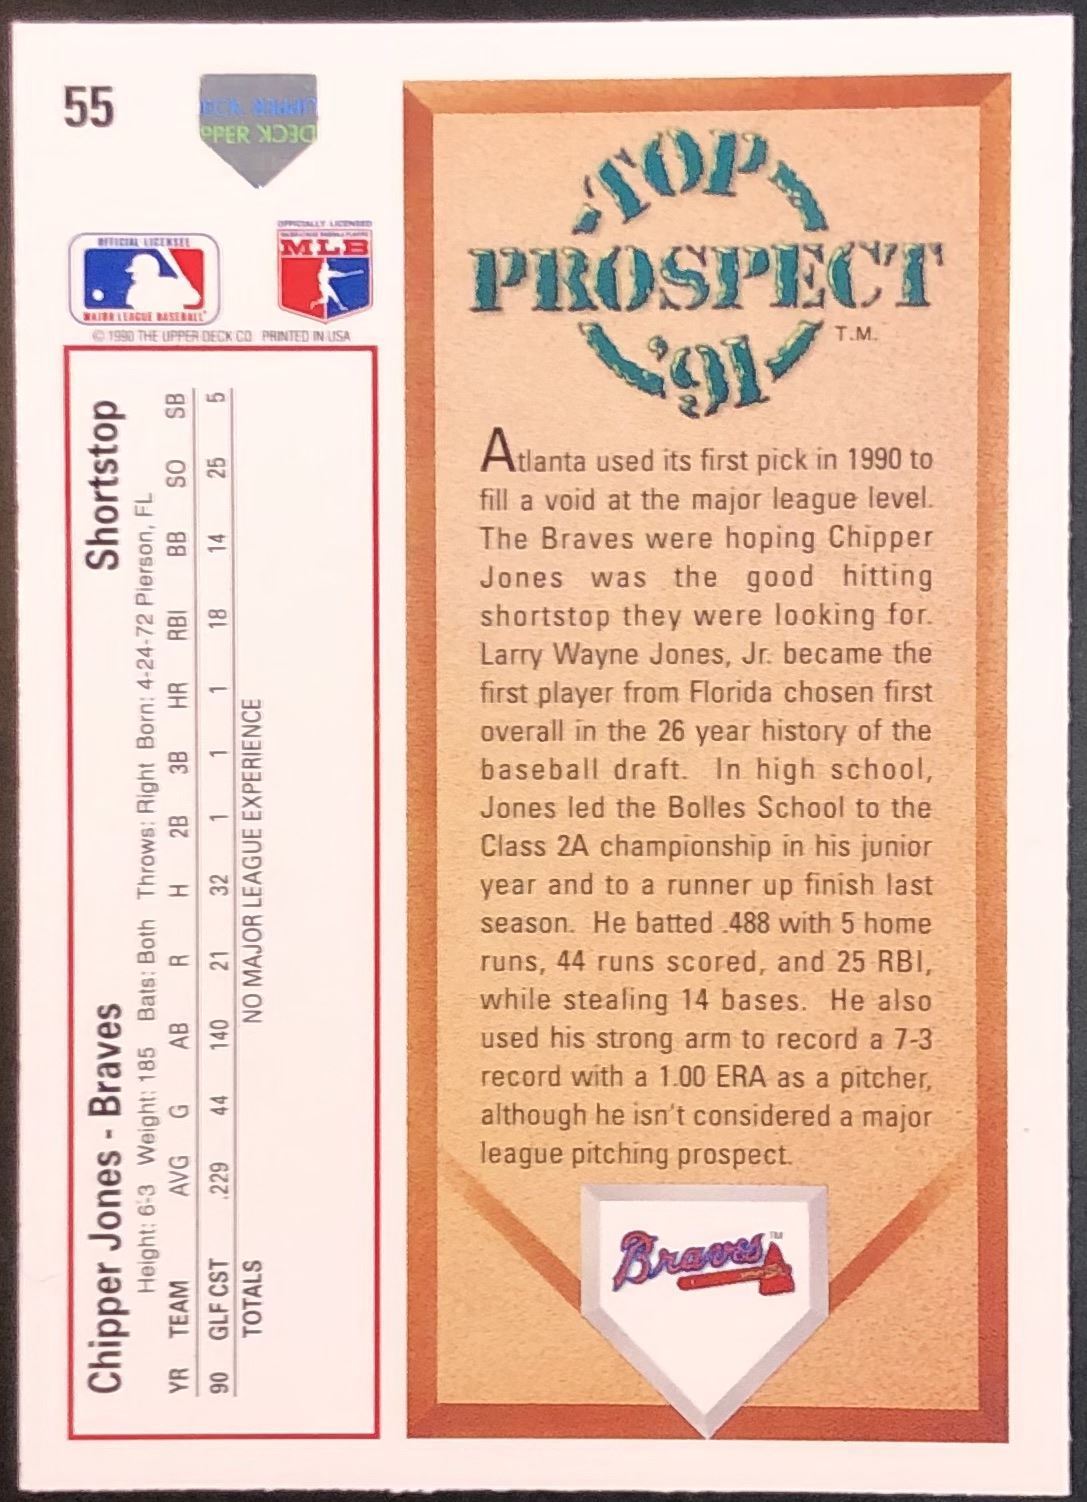 55
DECK UPPER
UPPER DECK
OFFICIAL LICENSEE
MAJOR LEAGUE BASEBALL
OFFICIALLY LICENSED
MLB
© 1990 THE UPPER DECK CO. PRINTED IN USA
Chipper Jones - Braves Shortstop
Height: 6-3 Weight: 185 Bats: Both Throws: Right Born: 4-24-72 Pierson, FL
YR TEAM AVG G AB R H 2B 3B HR RBI BB SO SB
90 GLF CST .229 44 140 21 32 1 1 1 18 14 25 5
TOTALS NO MAJOR LEAGUE EXPERIENCE
TOP
PROSPECT
'91
T.M.
Atlanta used its first pick in 1990 to
fill a void at the major league level.
The Braves were hoping Chipper
Jones was the good hitting
shortstop they were looking for.
Larry Wayne Jones, Jr. became the
first player from Florida chosen first
overall in the 26 year history of the
baseball draft. In high school,
Jones led the Bolles School to the
Class 2A championship in his junior
year and to a runner up finish last
season. He batted .488 with 5 home
runs, 44 runs scored, and 25 RBI,
while stealing 14 bases. He also
used his strong arm to record a 7-3
record with a 1.00 ERA as a pitcher,
although he isn't considered a major
league pitching prospect.
Braves TM